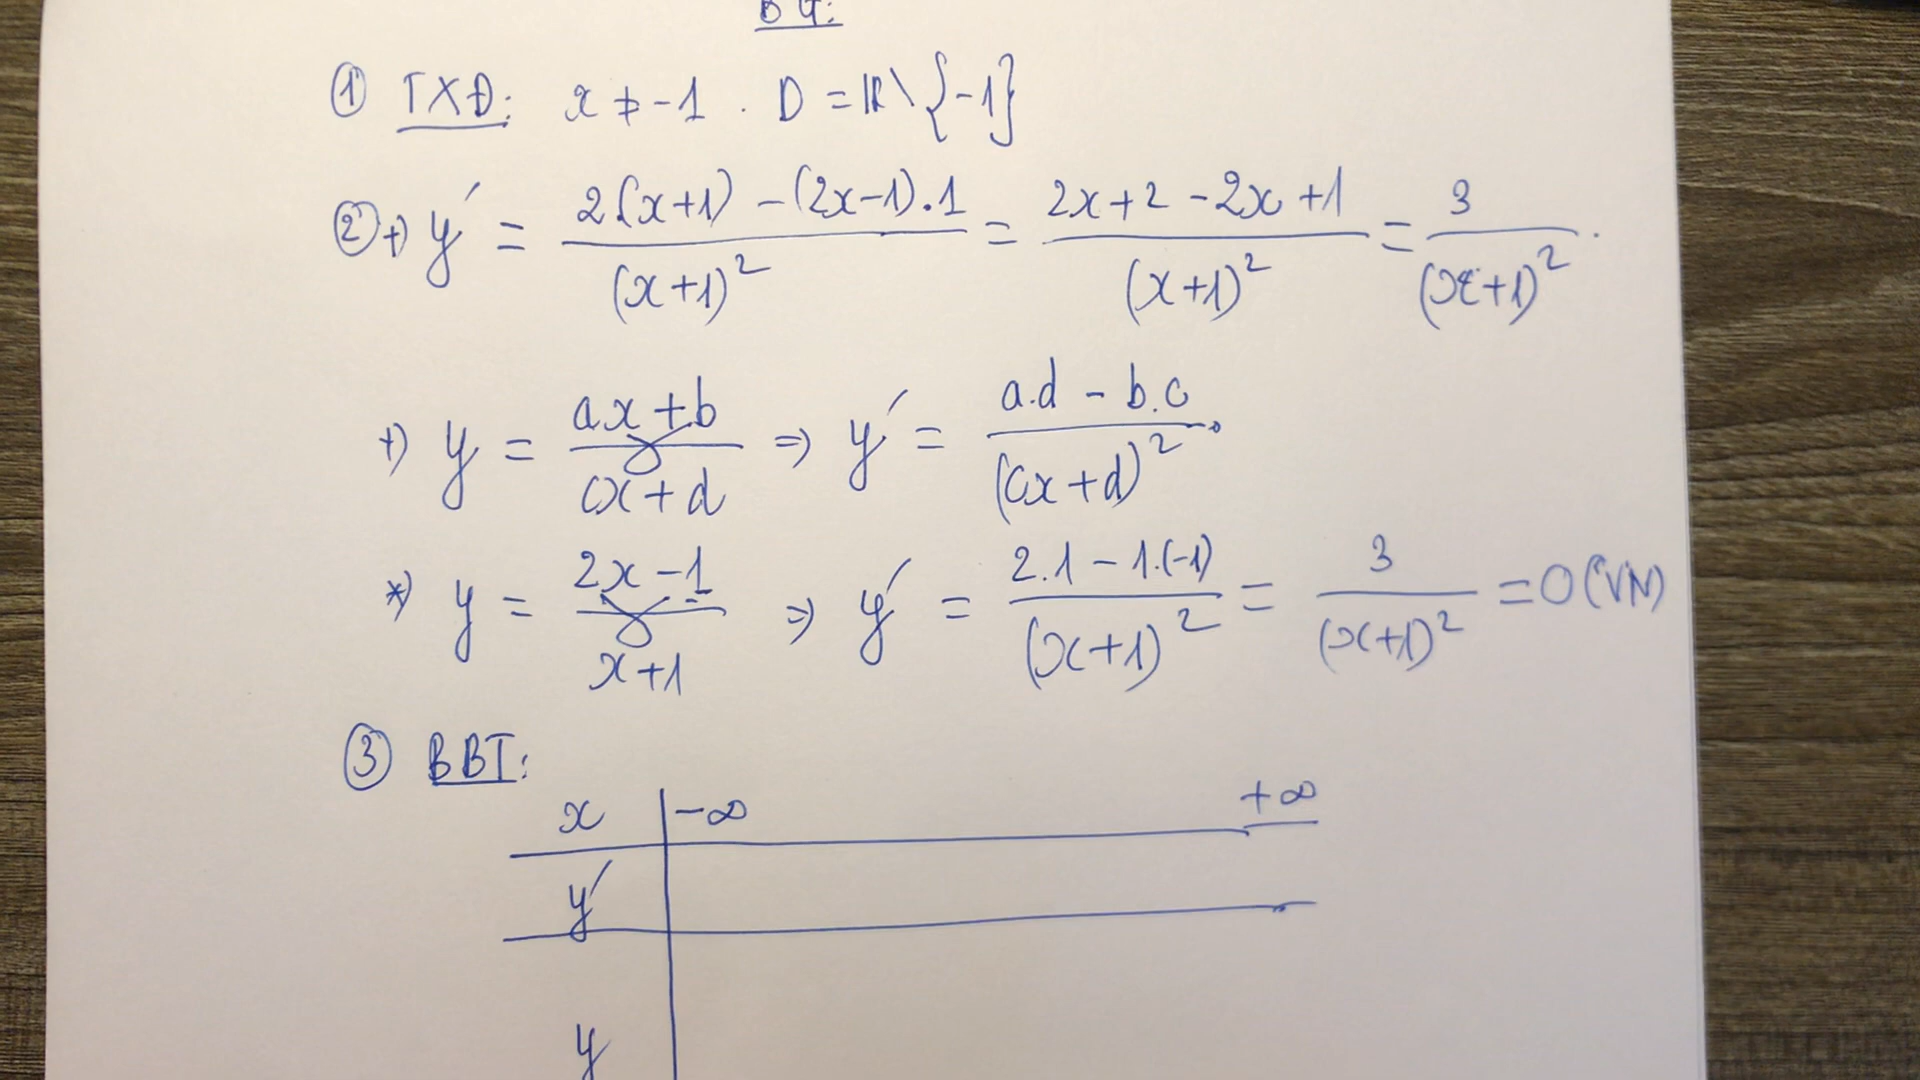 BG:
① TXĐ: x ≠ -1 . D = ℝ \ {-1}
② +) y' = (2.(x+1) - (2x-1).1)/(x+1)² = (2x+2-2x+1)/(x+1)² = 3/(x+1)².
+) y = (ax+b)/(cx+d) ⇒ y' = (a.d - b.c)/(cx+d)².
*) y = (2x-1)/(x+1) ⇒ y' = (2.1 - 1.(-1))/(x+1)² = 3/(x+1)² = 0 (VN)
③ BBT:
x | -∞ +∞
y'
y